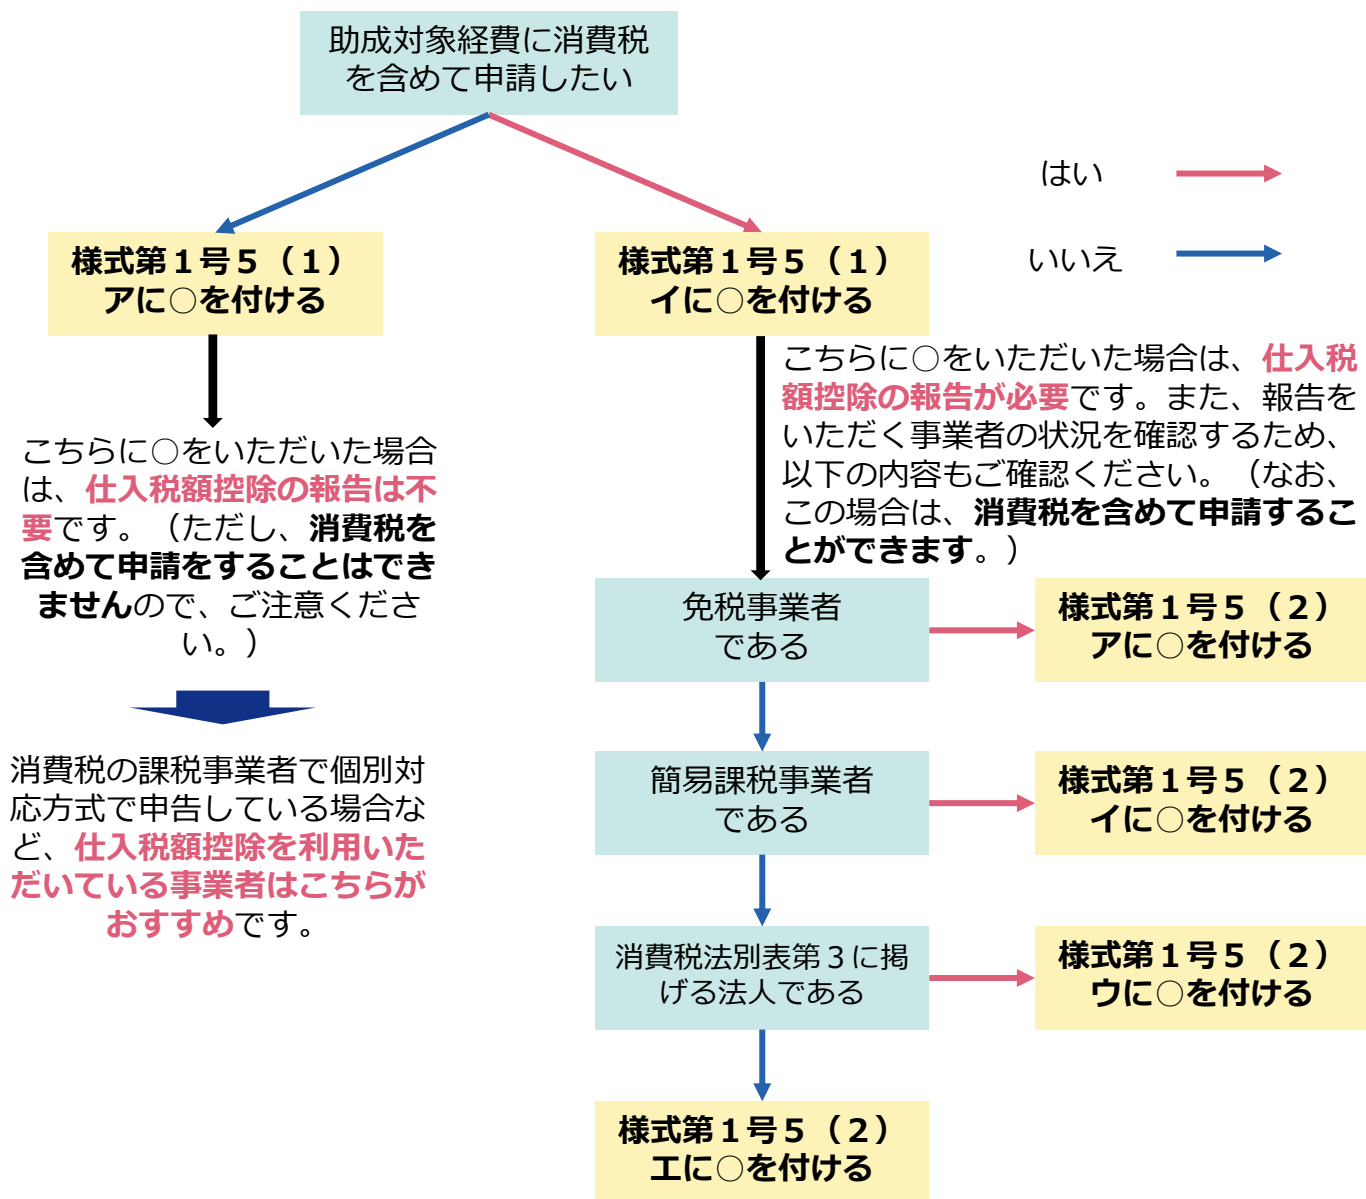 助成対象経費に消費税
を含めて申請したい
はい
いいえ
様式第１号５（１）
アに○を付ける
様式第１号５（１）
イに○を付ける
こちらに○をいただいた場合
は、仕入税額控除の報告は不
要です。（ただし、消費税を
含めて申請をすることはでき
ませんので、ご注意くださ
い。）
消費税の課税事業者で個別対
応方式で申告している場合な
ど、仕入税額控除を利用いた
だいている事業者はこちらが
おすすめです。
こちらに○をいただいた場合は、仕入税
額控除の報告が必要です。また、報告を
いただく事業者の状況を確認するため、
以下の内容もご確認ください。（なお、
この場合は、消費税を含めて申請するこ
とができます。）
免税事業者
である
様式第１号５（２）
アに○を付ける
簡易課税事業者
である
様式第１号５（２）
イに○を付ける
消費税法別表第３に掲
げる法人である
様式第１号５（２）
ウに○を付ける
様式第１号５（２）
エに○を付ける